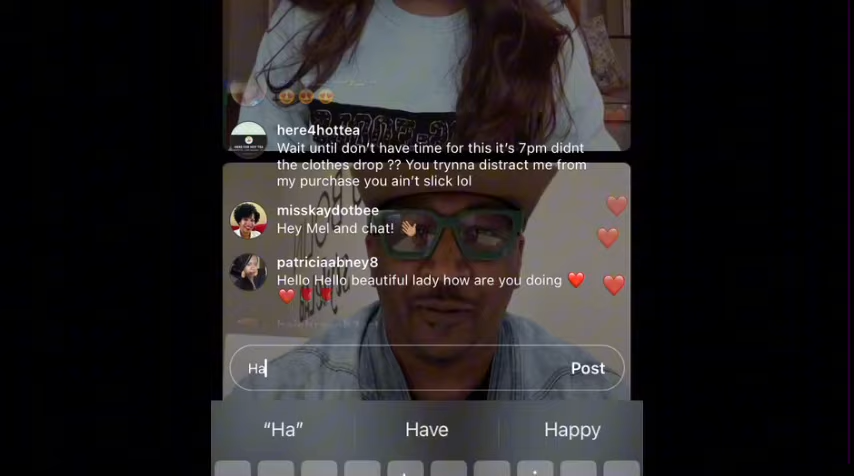 here4hottea
Wait until don't have time for this it's 7pm didnt
the clothes drop ?? You trynna distract me from
my purchase you ain't slick lol
misskaydotbee
Hey Mel and chat! 👋🏽
patriciaabney8
Hello Hello beautiful lady how are you doing ❤️
❤️🌹🌹
Ha
Post
“Ha”
Have
Happy